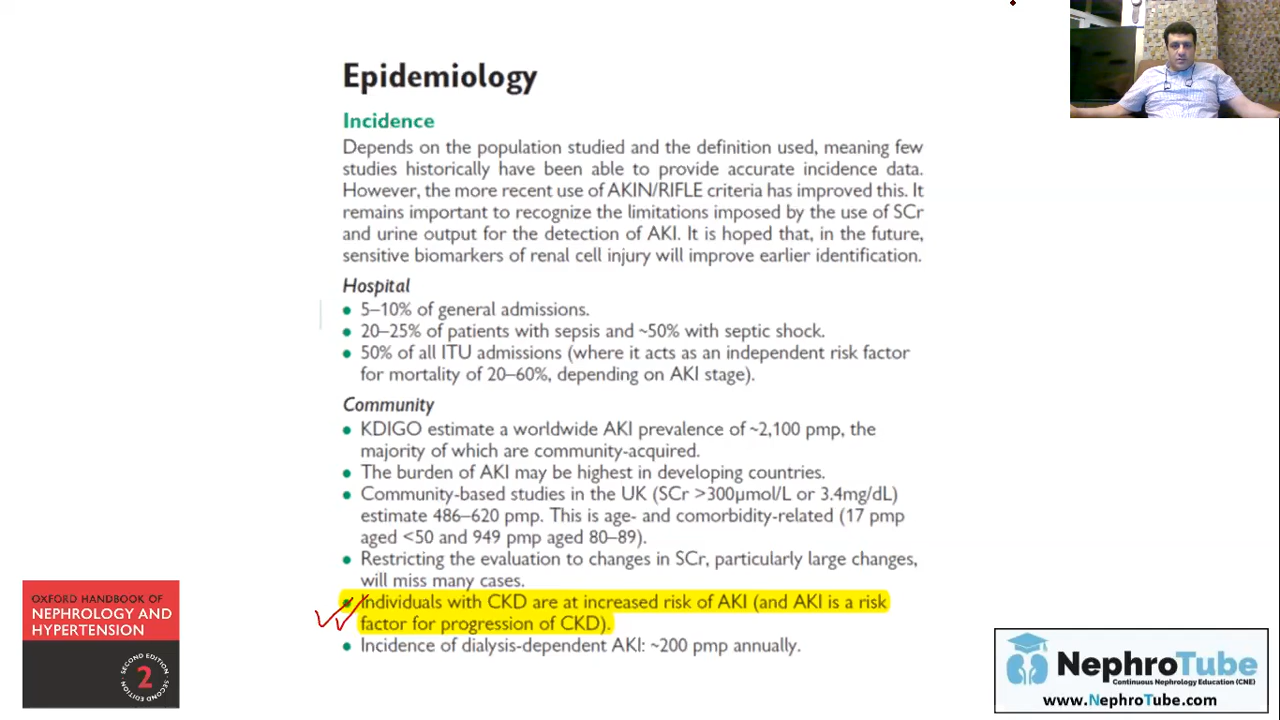 Epidemiology
Incidence
Depends on the population studied and the definition used, meaning few
studies historically have been able to provide accurate incidence data.
However, the more recent use of AKIN/RIFLE criteria has improved this. It
remains important to recognize the limitations imposed by the use of SCr
and urine output for the detection of AKI. It is hoped that, in the future,
sensitive biomarkers of renal cell injury will improve earlier identification.
Hospital
• 5–10% of general admissions.
• 20–25% of patients with sepsis and ~50% with septic shock.
• 50% of all ITU admissions (where it acts as an independent risk factor
for mortality of 20–60%, depending on AKI stage).
Community
• KDIGO estimate a worldwide AKI prevalence of ~2,100 pmp, the
majority of which are community-acquired.
• The burden of AKI may be highest in developing countries.
• Community-based studies in the UK (SCr >300µmol/L or 3.4mg/dL)
estimate 486–620 pmp. This is age- and comorbidity-related (17 pmp
aged <50 and 949 pmp aged 80–89).
• Restricting the evaluation to changes in SCr, particularly large changes,
will miss many cases.
• Individuals with CKD are at increased risk of AKI (and AKI is a risk
factor for progression of CKD).
• Incidence of dialysis-dependent AKI: ~200 pmp annually.
OXFORD HANDBOOK OF
NEPHROLOGY AND
HYPERTENSION
SECOND EDITION
2
SECOND EDITION
NephroTube
Continuous Nephrology Education (CNE)
www.NephroTube.com